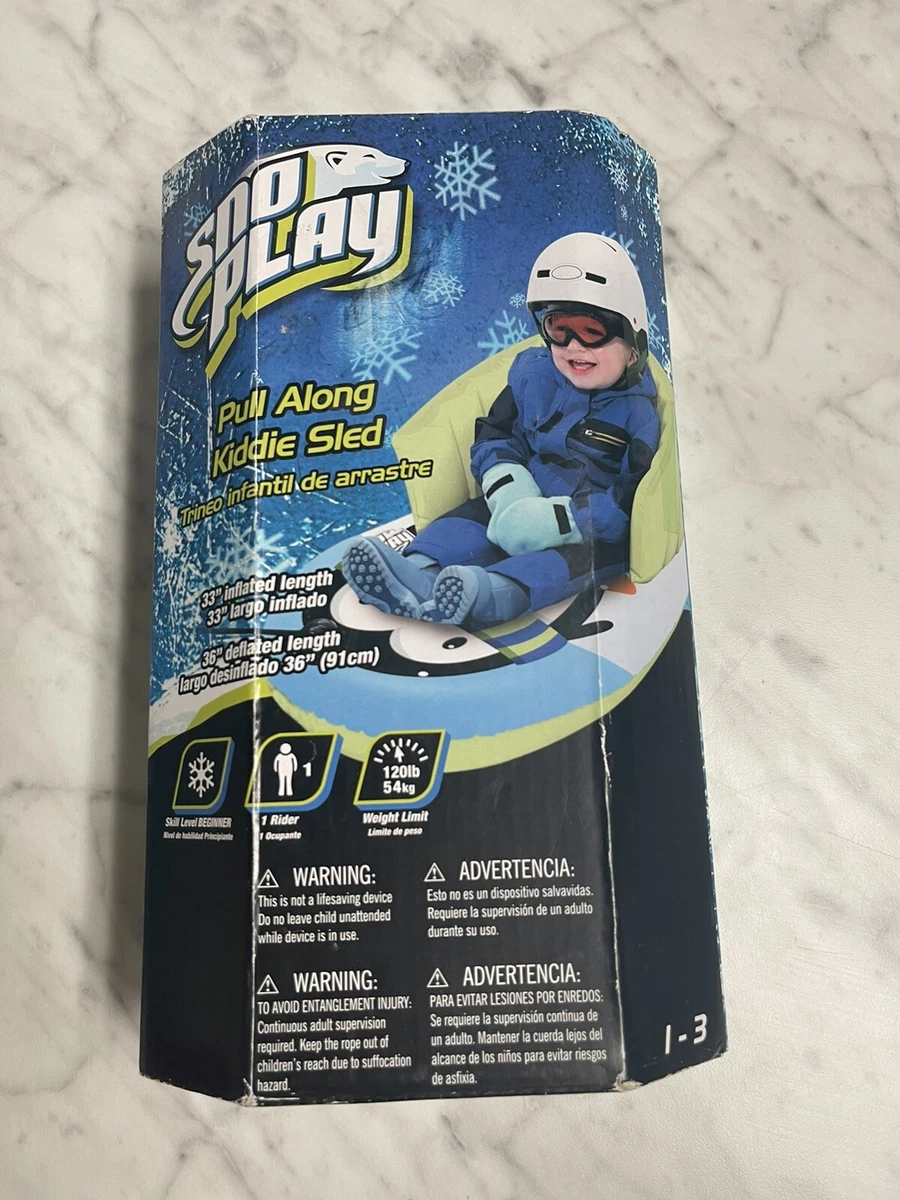 SNO
PLAY
Pull Along
Kiddie Sled
Trineo infantil de arrastre
33" inflated length
33" largo inflado
36" deflated length
largo desinflado 36" (91cm)
1
120lb
54kg
Skill Level BEGINNER
Nivel de habilidad Principiante
1 Rider
1 Ocupante
Weight Limit
Límite de peso
WARNING:
This is not a lifesaving device
Do no leave child unattended
while device is in use.
ADVERTENCIA:
Esto no es un dispositivo salvavidas.
Requiere la supervisión de un adulto
durante su uso.
WARNING:
TO AVOID ENTANGLEMENT INJURY:
Continuous adult supervision
required. Keep the rope out of
children's reach due to suffocation
hazard.
ADVERTENCIA:
PARA EVITAR LESIONES POR ENREDOS:
Se requiere la supervisión continua de
un adulto. Mantener la cuerda lejos del
alcance de los niños para evitar riesgos
de asfixia.
1-3